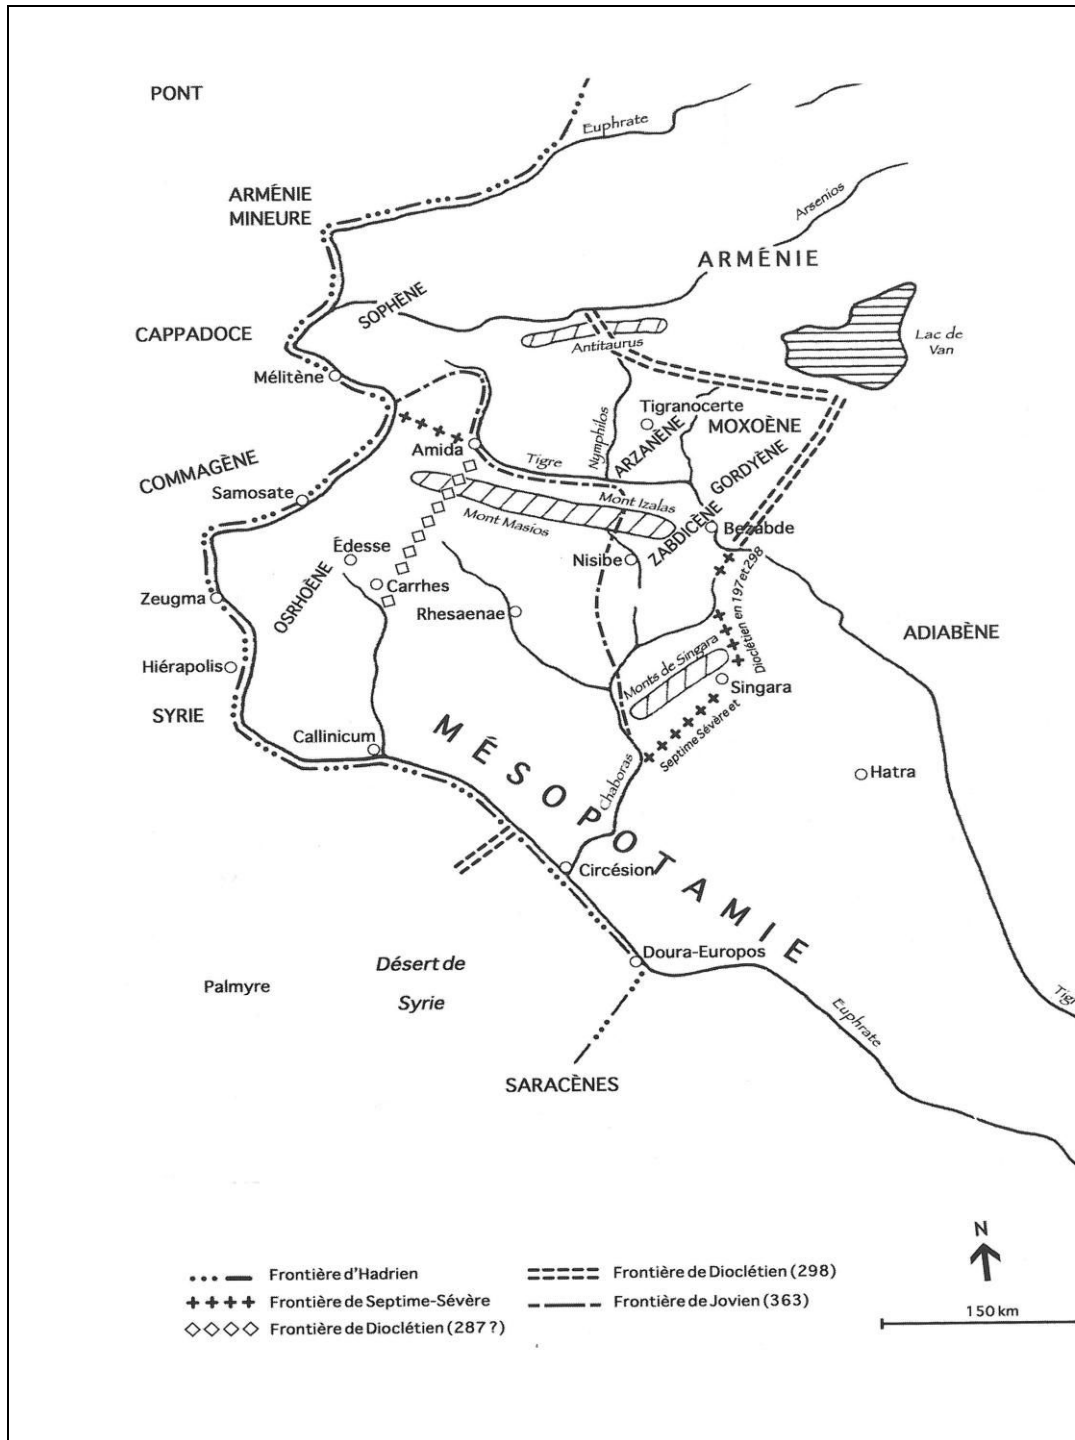 PONT
Euphrate
ARMÉNIE
MINEURE
Arsenios
ARMÉNIE
SOPHÈNE
CAPPADOCE
Lac de
Van
Antitaurus
Mélitène
Nymphilos
Tigranocerte
ARZANÈNE
MOXOÈNE
GORDYÈNE
Amida
Tigre
COMMAGÈNE
Samosate
Mont Izalas
Mont Masios
ZABDICÈNE
Bezabde
Édesse
Nisibe
Carrhes
OSRHOÈNE
Zeugma
Rhesaenae
Dioclétien en 197 et 298
ADIABÈNE
Hiérapolis
Monts de Singara
Singara
SYRIE
Septime Sévère et
Callinicum
MÉSOPOTAMIE
Chaboras
Hatra
Circésion
Doura-Europos
Désert de
Syrie
Palmyre
Euphrate
Tigr
SARACÈNES
N
Frontière d'Hadrien
Frontière de Septime-Sévère
Frontière de Dioclétien (287?)
Frontière de Dioclétien (298)
Frontière de Jovien (363)
150 km